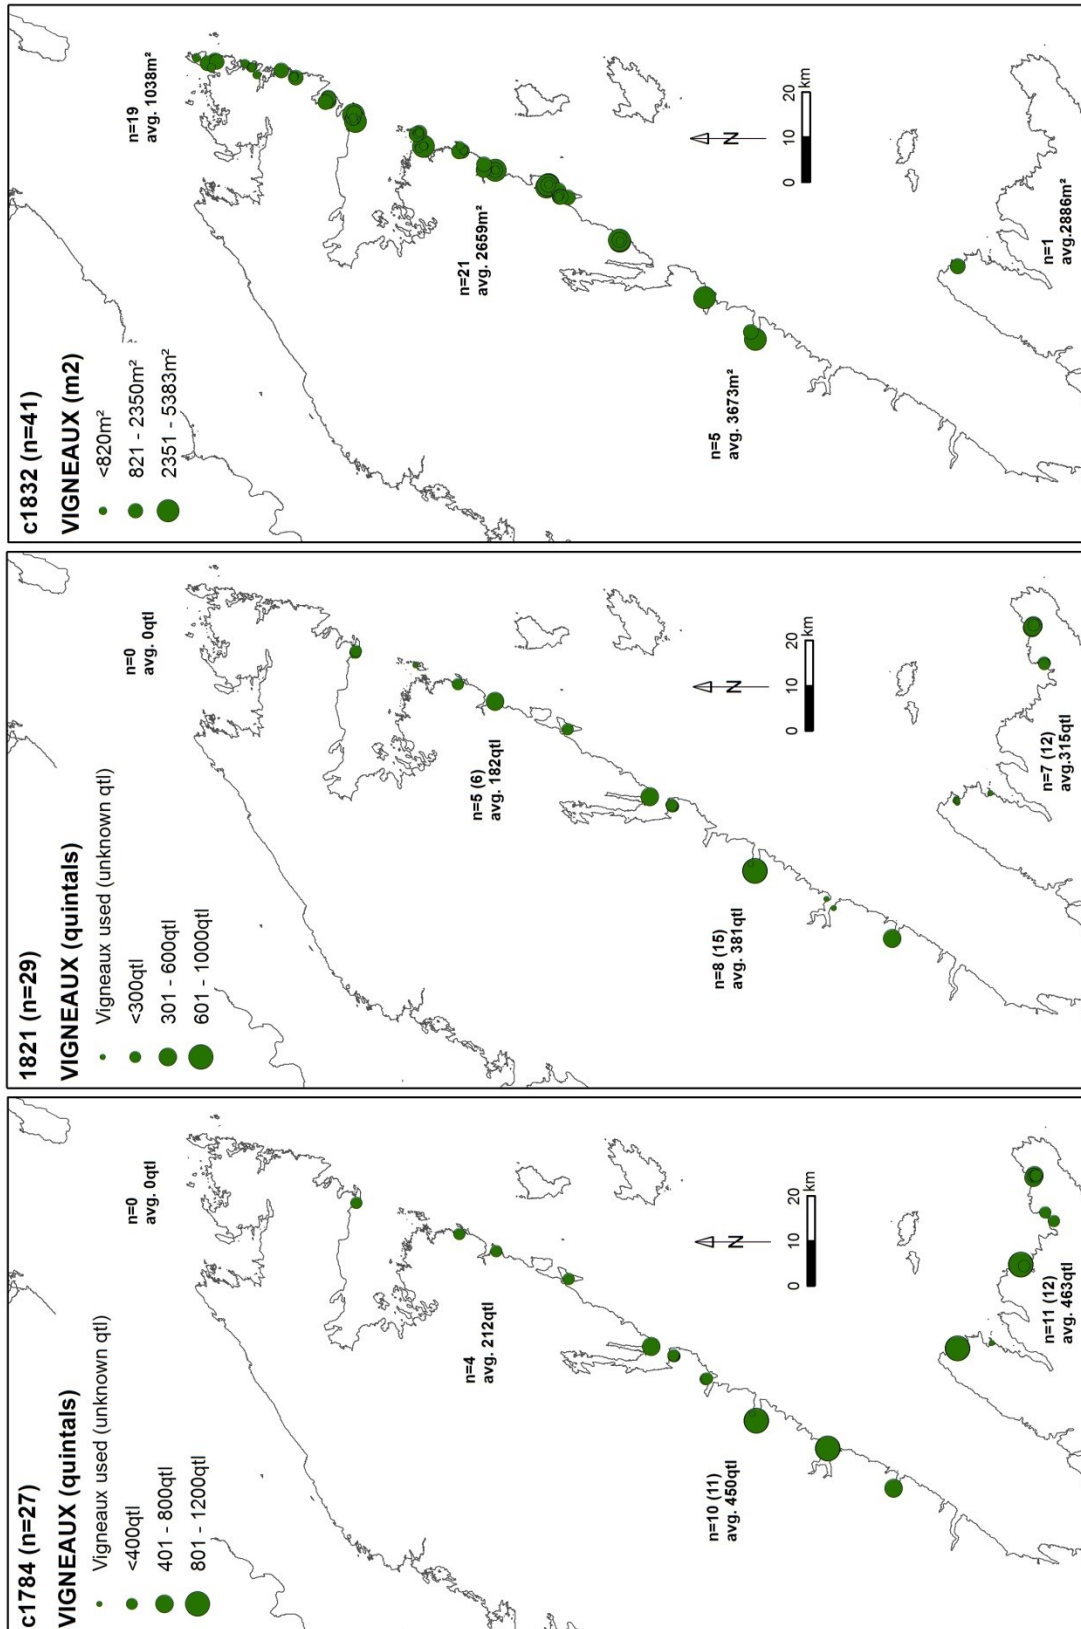 c1784 (n=27)
VIGNEAUX (quintals)
Vigneaux used (unknown qtl)
<400qtl
401 - 800qtl
801 - 1200qtl
n=0
avg. 0qtl
n=4
avg. 212qtl
n=10 (11)
avg. 450qtl
n=11 (12)
avg. 463qtl
N
0 10 20
km
1821 (n=29)
VIGNEAUX (quintals)
Vigneaux used (unknown qtl)
<300qtl
301 - 600qtl
601 - 1000qtl
n=0
avg. 0qtl
n=5 (6)
avg. 182qtl
n=8 (15)
avg. 381qtl
n=7 (12)
avg.315qtl
N
0 10 20
km
c1832 (n=41)
VIGNEAUX (m2)
<820m²
821 - 2350m²
2351 - 5383m²
n=19
avg. 1038m²
n=21
avg. 2659m²
n=5
avg. 3673m²
n=1
avg.2886m²
N
0 10 20
km